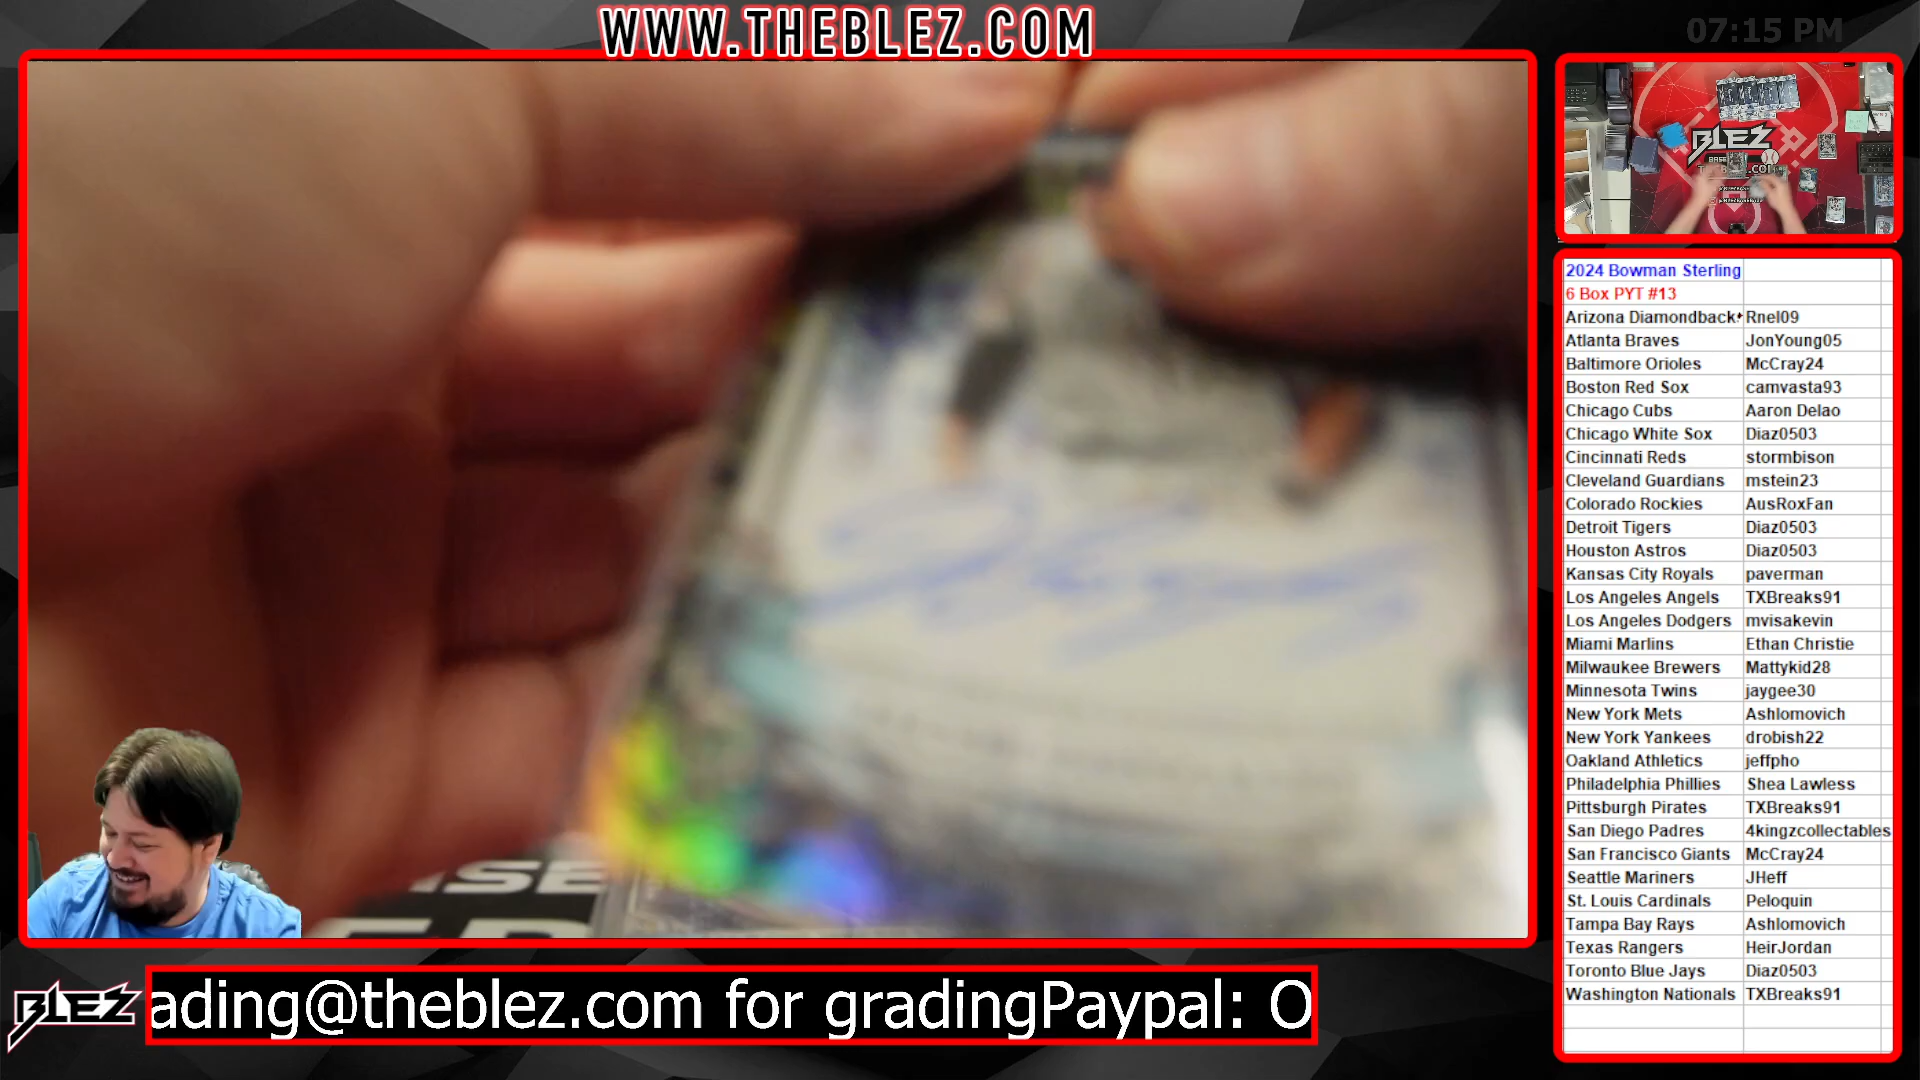 WWW.THEBLEZ.COM
07:15 PM
BLEZ
2024 Bowman Sterling
6 Box PYT #13
Arizona Diamondback Rnel09
Atlanta Braves JonYoung05
Baltimore Orioles McCray24
Boston Red Sox camvasta93
Chicago Cubs Aaron Delao
Chicago White Sox Diaz0503
Cincinnati Reds stormbison
Cleveland Guardians mstein23
Colorado Rockies AusRoxFan
Detroit Tigers Diaz0503
Houston Astros Diaz0503
Kansas City Royals paverman
Los Angeles Angels TXBreaks91
Los Angeles Dodgers mvisakevin
Miami Marlins Ethan Christie
Milwaukee Brewers Mattykid28
Minnesota Twins jaygee30
New York Mets Ashlomovich
New York Yankees drobish22
Oakland Athletics jeffpho
Philadelphia Phillies Shea Lawless
Pittsburgh Pirates TXBreaks91
San Diego Padres 4kingzcollectables
San Francisco Giants McCray24
Seattle Mariners JHeff
St. Louis Cardinals Peloquin
Tampa Bay Rays Ashlomovich
Texas Rangers HeirJordan
Toronto Blue Jays Diaz0503
Washington Nationals TXBreaks91
BLEZ
ading@theblez.com for gradingPaypal: O